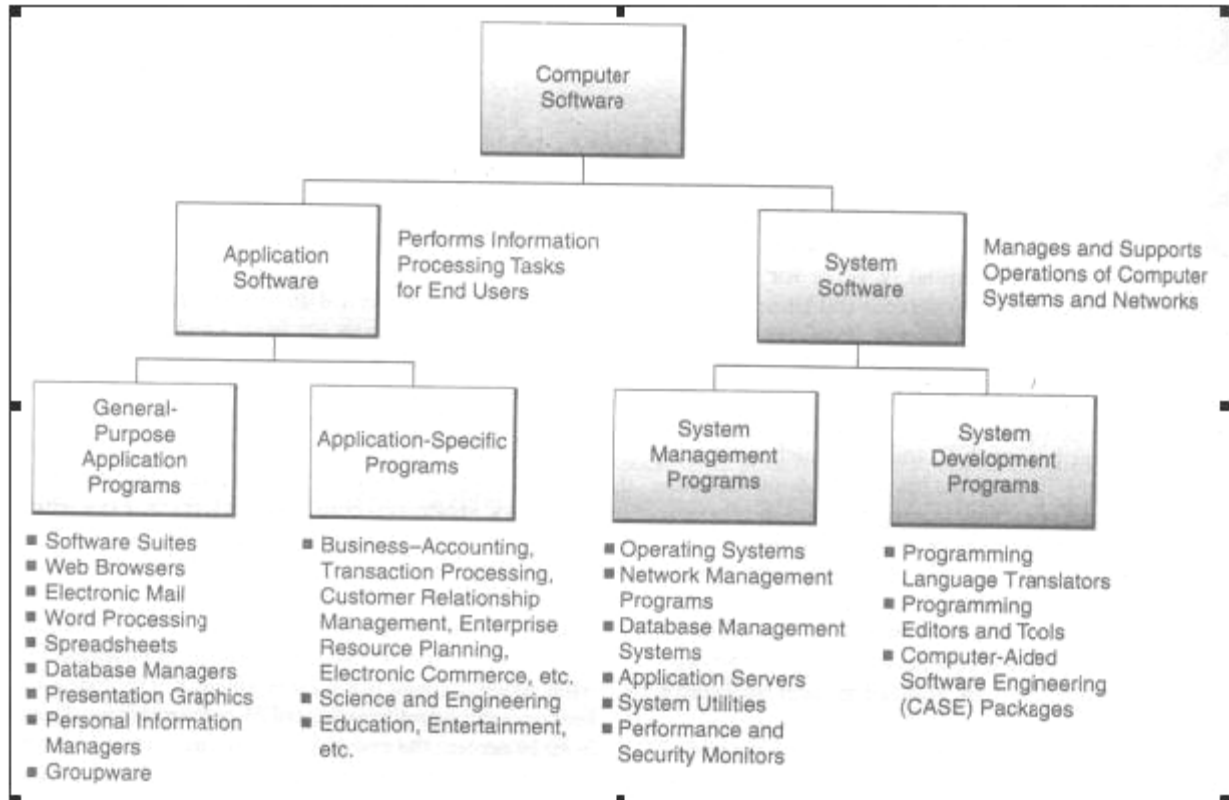 Computer
Software
Application
Software
Performs Information
Processing Tasks
for End Users
System
Software
Manages and Supports
Operations of Computer
Systems and Networks
General-
Purpose
Application
Programs
Application-Specific
Programs
System
Management
Programs
System
Development
Programs
■ Software Suites
■ Web Browsers
■ Electronic Mail
■ Word Processing
■ Spreadsheets
■ Database Managers
■ Presentation Graphics
■ Personal Information
Managers
■ Groupware
■ Business–Accounting,
Transaction Processing,
Customer Relationship
Management, Enterprise
Resource Planning,
Electronic Commerce, etc.
■ Science and Engineering
■ Education, Entertainment,
etc.
■ Operating Systems
■ Network Management
Programs
■ Database Management
Systems
■ Application Servers
■ System Utilities
■ Performance and
Security Monitors
■ Programming
Language Translators
■ Programming
Editors and Tools
■ Computer-Aided
Software Engineering
(CASE) Packages